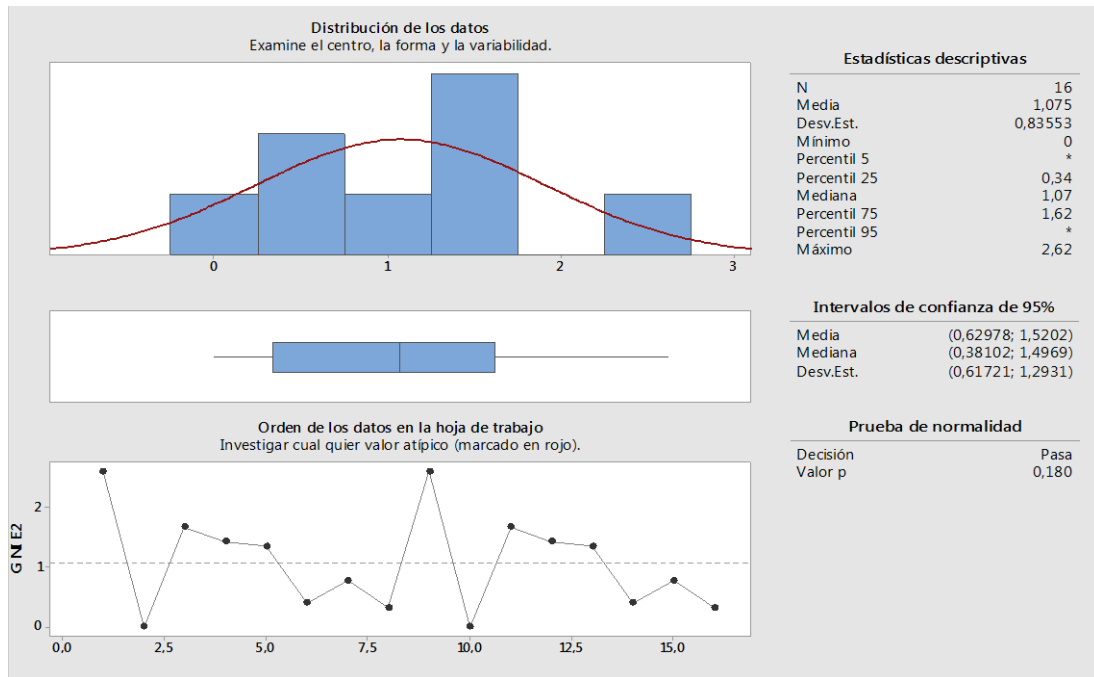 Distribución de los datos
Examine el centro, la forma y la variabilidad.
0 1 2 3
Orden de los datos en la hoja de trabajo
Investigar cual quier valor atípico (marcado en rojo).
2
1
0
0,0 2,5 5,0 7,5 10,0 12,5 15,0
Estadísticas descriptivas
N 16
Media 1,075
Desv.Est. 0,83553
Mínimo 0
Percentil 5 *
Percentil 25 0,34
Mediana 1,07
Percentil 75 1,62
Percentil 95 *
Máximo 2,62
Intervalos de confianza de 95%
Media (0,62978; 1,5202)
Mediana (0,38102; 1,4969)
Desv.Est. (0,61721; 1,2931)
Prueba de normalidad
Decisión Pasa
Valor p 0,180